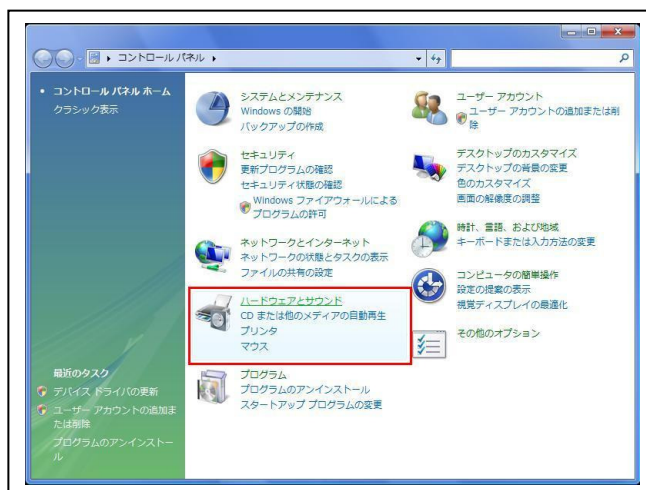 コントロール パネル
コントロール パネル ホーム
クラシック表示
システムとメンテナンス
Windows の開始
バックアップの作成
セキュリティ
更新プログラムの確認
セキュリティ状態の確認
Windows ファイアウォールによる
プログラムの許可
ネットワークとインターネット
ネットワークの状態とタスクの表示
ファイルの共有の設定
ハードウェアとサウンド
CD または他のメディアの自動再生
プリンタ
マウス
プログラム
プログラムのアンインストール
スタートアップ プログラムの変更
ユーザー アカウント
ユーザー アカウントの追加または削
除
デスクトップのカスタマイズ
デスクトップの背景の変更
色のカスタマイズ
画面の解像度の調整
時計、言語、および地域
キーボードまたは入力方法の変更
コンピュータの簡単操作
設定の提案の表示
視覚ディスプレイの最適化
その他のオプション
最近のタスク
デバイス ドライバの更新
ユーザー アカウントの追加ま
たは削除
プログラムのアンインストー
ル